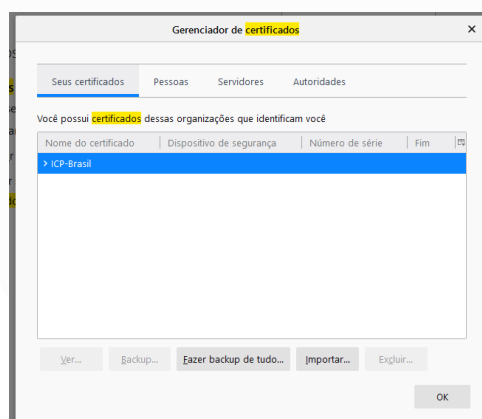 Gerenciador de certificados
Seus certificados Pessoas Servidores Autoridades
Você possui certificados dessas organizações que identificam você
Nome do certificado Dispositivo de segurança Número de série Fim
ICP-Brasil
Ver... Backup... Fazer backup de tudo... Importar... Excluir...
OK